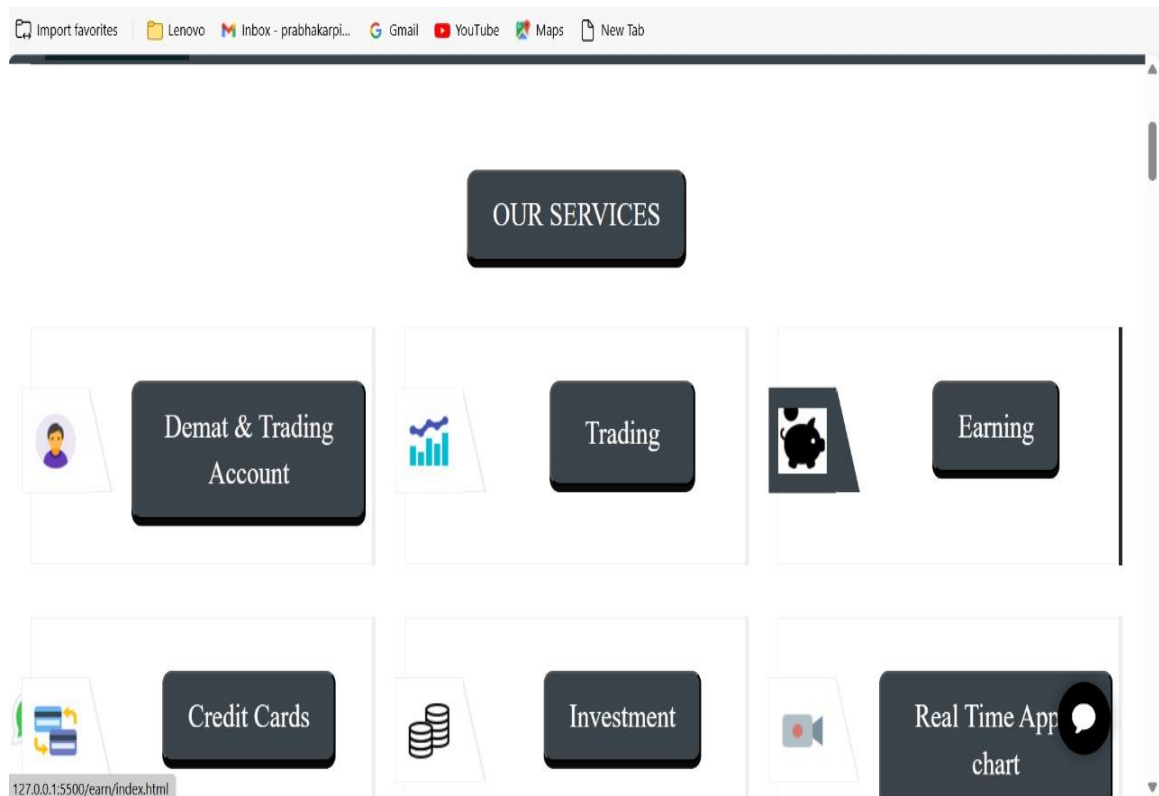 Import favorites Lenovo Inbox - prabhakarpi... Gmail YouTube Maps New Tab
OUR SERVICES
Demat & Trading
Account
Trading
Earning
Credit Cards
Investment
Real Time App
chart
127.0.0.1:5500/earn/index.html